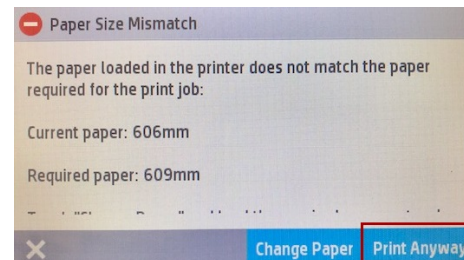 Paper Size Mismatch
The paper loaded in the printer does not match the paper
required for the print job:
Current paper: 606mm
Required paper: 609mm
Change Paper
Print Anyway